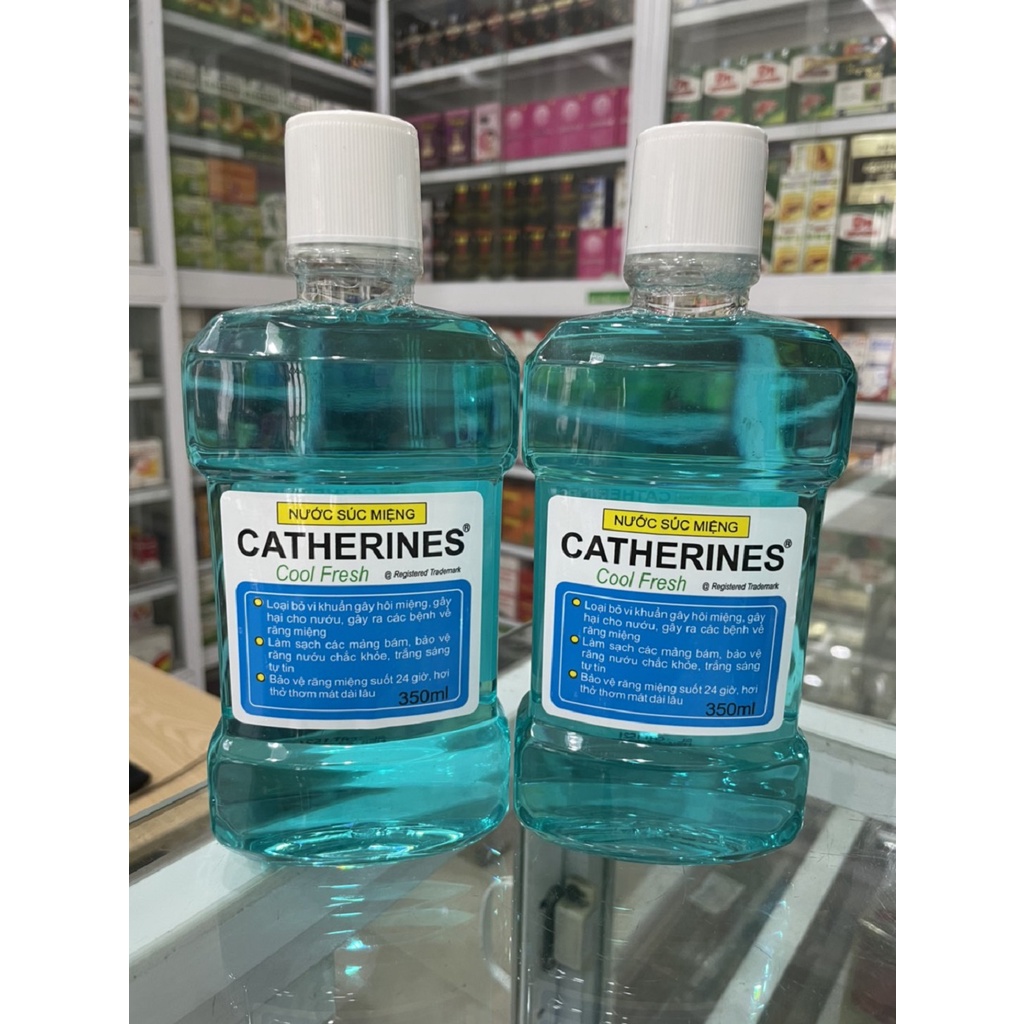 NƯỚC SÚC MIỆNG
CATHERINES®
Cool Fresh @ Registered Trademark
Loại bỏ vi khuẩn gây hôi miệng, gây
hại cho nướu, gây ra các bệnh về
răng miệng
Làm sạch các mảng bám, bảo vệ
răng nướu chắc khỏe, trắng sáng
tự tin
Bảo vệ răng miệng suốt 24 giờ, hơi
thở thơm mát dài lâu
350ml
NƯỚC SÚC MIỆNG
CATHERINES®
Cool Fresh @ Registered Trademark
Loại bỏ vi khuẩn gây hôi miệng, gây
hại cho nướu, gây ra các bệnh về
răng miệng
Làm sạch các mảng bám, bảo vệ
răng nướu chắc khỏe, trắng sáng
tự tin
Bảo vệ răng miệng suốt 24 giờ, hơi
thở thơm mát dài lâu
350ml